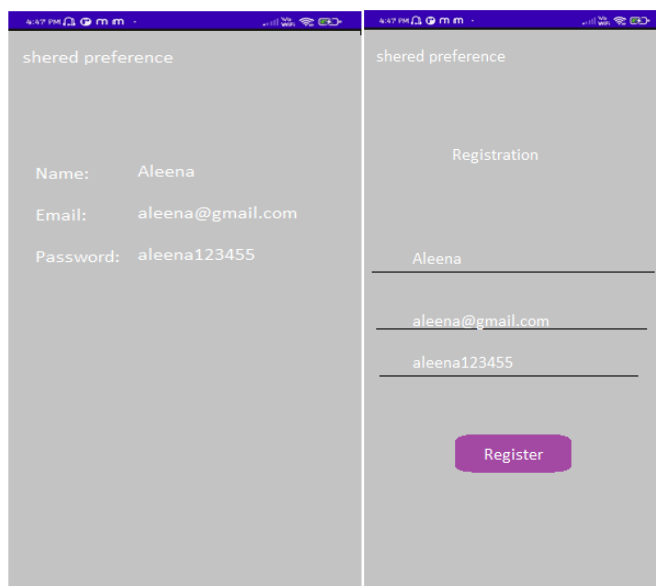 4:47 PM
shered preference
Name: Aleena
Email: aleena@gmail.com
Password: aleena123455
4:47 PM
shered preference
Registration
Aleena
aleena@gmail.com
aleena123455
Register